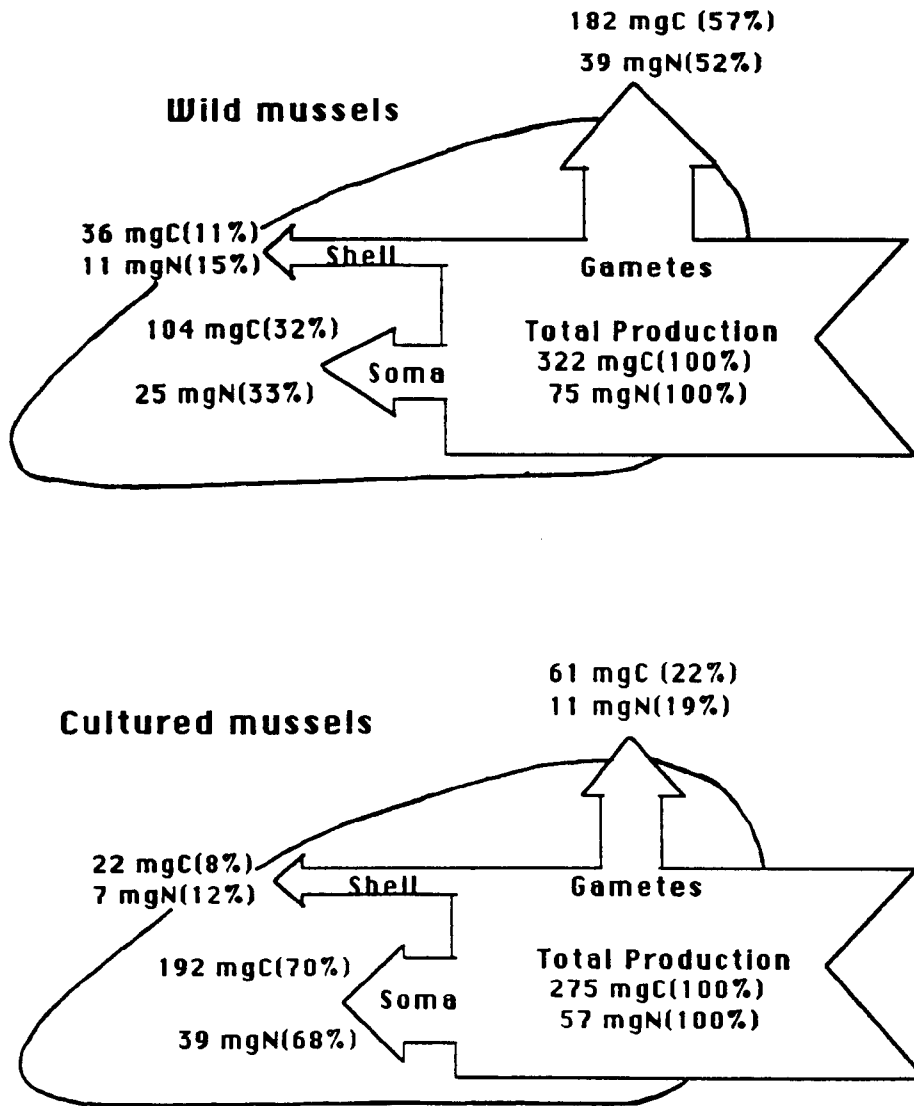 182 mgC (57%)
39 mgN(52%)
Wild mussels
36 mgC(11%)
11 mgN(15%)
Shell
Gametes
104 mgC(32%)
25 mgN(33%)
Soma
Total Production
322 mgC(100%)
75 mgN(100%)
61 mgC (22%)
11 mgN(19%)
Cultured mussels
22 mgC(8%)
7 mgN(12%)
Shell
Gametes
192 mgC(70%)
39 mgN(68%)
Soma
Total Production
275 mgC(100%)
57 mgN(100%)